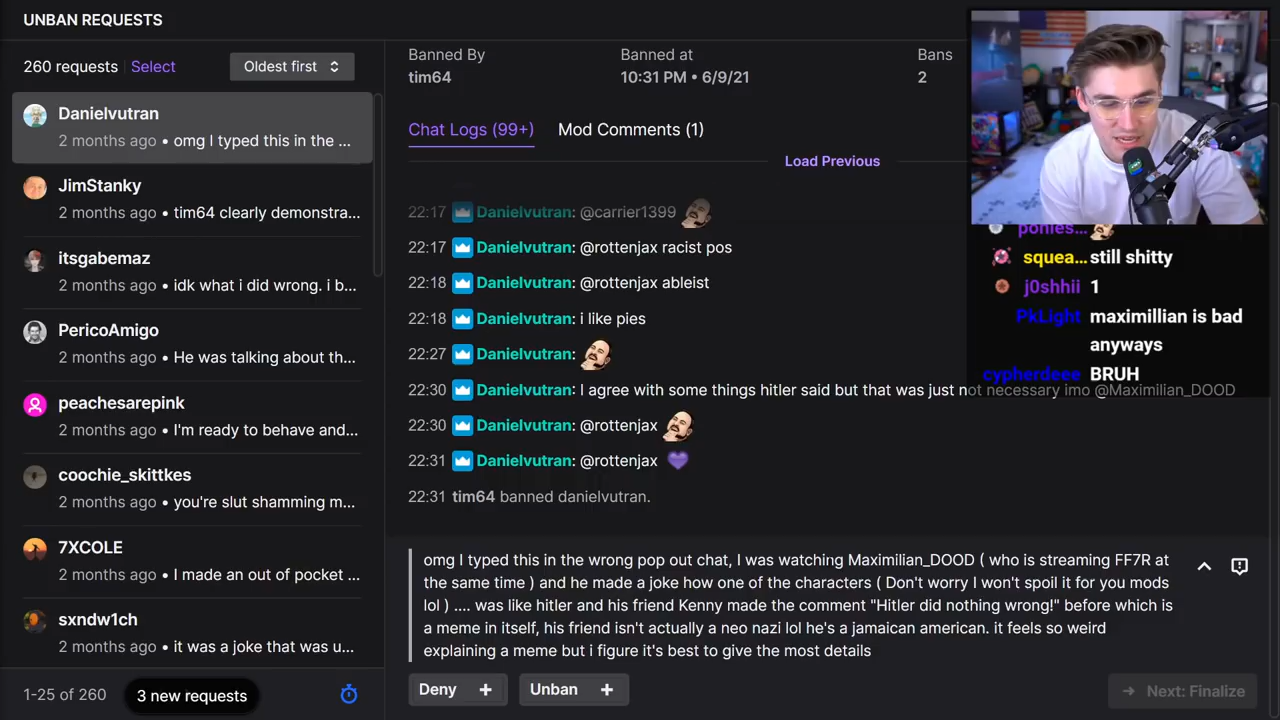 UNBAN REQUESTS
260 requests Select
Oldest first
Danielvutran
2 months ago • omg I typed this in the ...
JimStanky
2 months ago • tim64 clearly demonstra...
itsgabemaz
2 months ago • idk what i did wrong. i b...
PericoAmigo
2 months ago • He was talking about th...
peachesarepink
2 months ago • I'm ready to behave and...
coochie_skittkes
2 months ago • you're slut shamming m...
7XCOLE
2 months ago • I made an out of pocket ...
sxndw1ch
2 months ago • it was a joke that was u...
1-25 of 260
3 new requests
Banned By
tim64
Banned at
10:31 PM • 6/9/21
Bans
2
Chat Logs (99+)
Mod Comments (1)
Load Previous
22:17 Danielvutran: @carrier1399
22:17 Danielvutran: @rottenjax racist pos
22:18 Danielvutran: @rottenjax ableist
22:18 Danielvutran: i like pies
22:27 Danielvutran:
22:30 Danielvutran: I agree with some things hitler said but that was just not necessary imo @Maximilian_DOOD
22:30 Danielvutran: @rottenjax
22:31 Danielvutran: @rottenjax
22:31 tim64 banned danielvutran.
omg I typed this in the wrong pop out chat, I was watching Maximilian_DOOD ( who is streaming FF7R at
the same time ) and he made a joke how one of the characters ( Don't worry I won't spoil it for you mods
lol ) .... was like hitler and his friend Kenny made the comment "Hitler did nothing wrong!" before which is
a meme in itself, his friend isn't actually a neo nazi lol he's a jamaican american. it feels so weird
explaining a meme but i figure it's best to give the most details
Deny +
Unban +
Next: Finalize
ponies...
squea... still shitty
j0shhii 1
PkLight maximillian is bad
anyways
cypherdeee BRUH